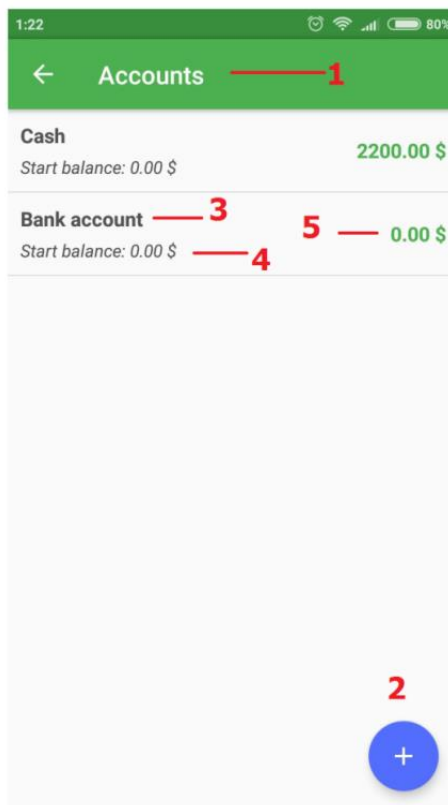 1:22 80%
← Accounts 1
Cash
2200.00 $
Start balance: 0.00 $
Bank account 3
5 0.00 $
Start balance: 0.00 $ 4
2
+